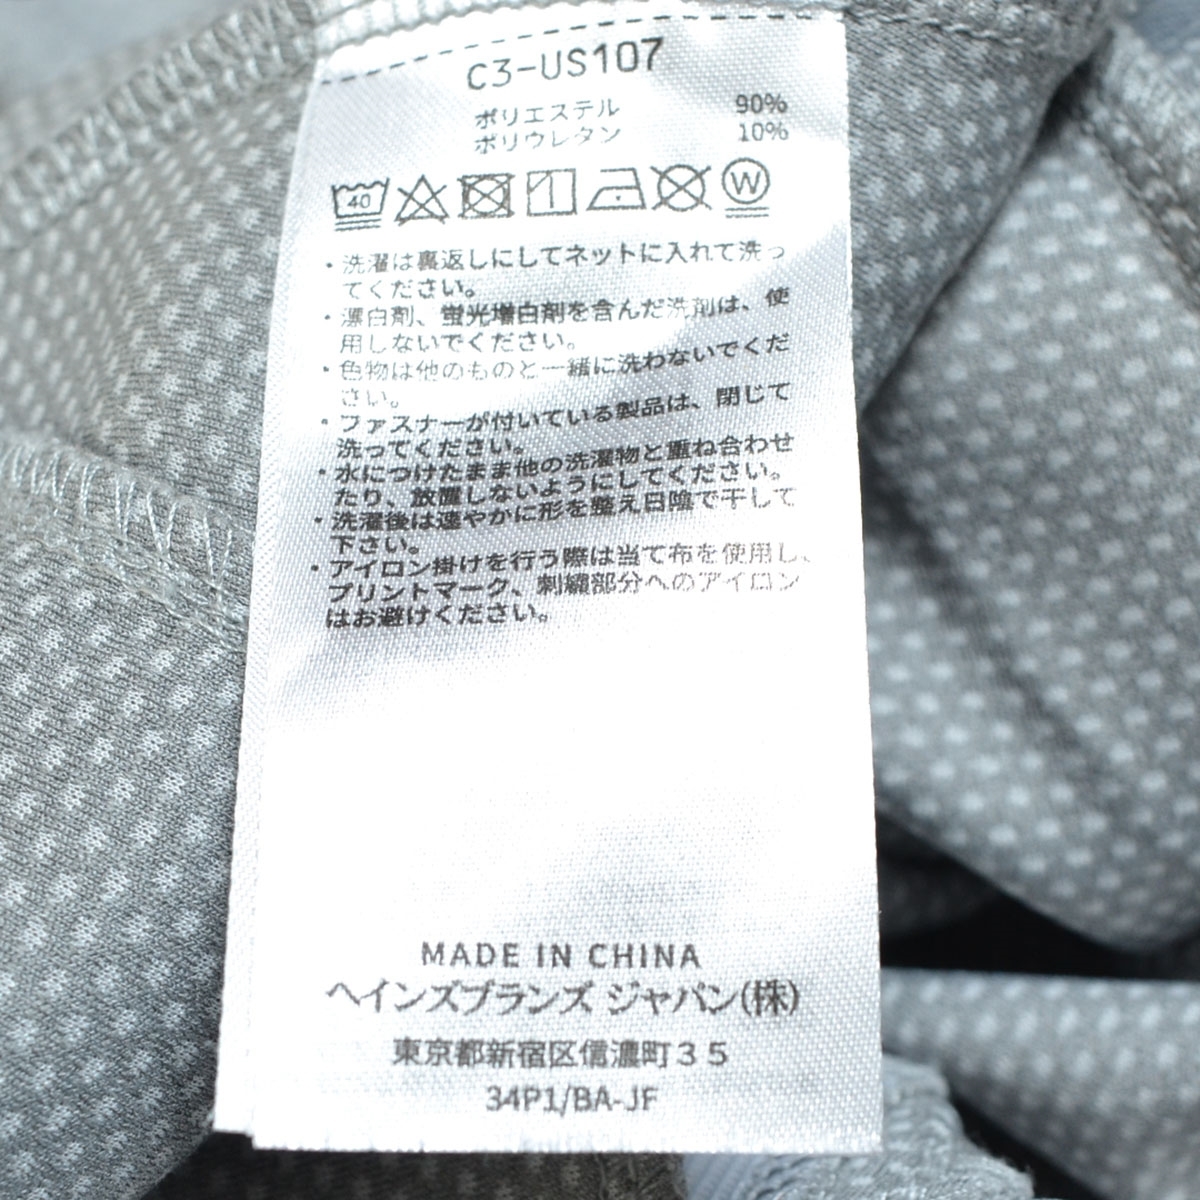 C3-US107
ポリエステル 90%
ポリウレタン 10%
40 W
・洗濯は裏返しにしてネットに入れて洗っ
てください。
・漂白剤、蛍光増白剤を含んだ洗剤は、使
用しないでください。
・色物は他のものと一緒に洗わないでくだ
さい。
・ファスナーが付いている製品は、閉じて
洗ってください。
・水につけたまま他の洗濯物と重ね合わせ
たり、放置しないようにしてください。
・洗濯後は速やかに形を整え日陰で干して
下さい。
・アイロン掛けを行う際は当て布を使用し、
プリントマーク、刺繍部分へのアイロン
はお避けください。
MADE IN CHINA
ヘインズブランズ ジャパン(株)
東京都新宿区信濃町35
34P1/BA-JF